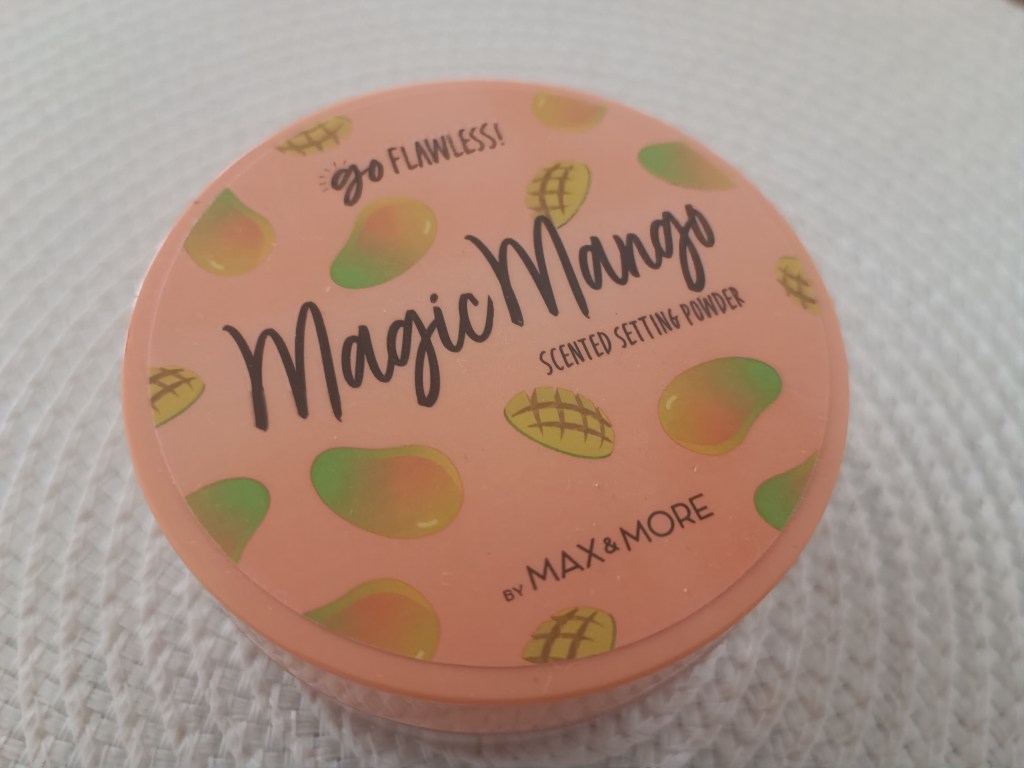 go FLAWLESS!
Magic Mango
SCENTED SETTING POWDER
BY MAX & MORE